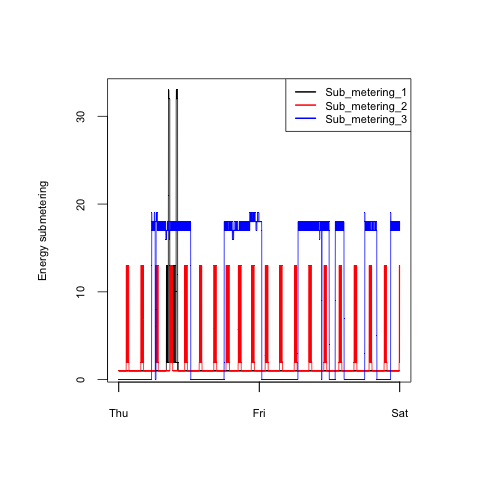 Sub_metering_1
Sub_metering_2
Sub_metering_3
Energy submetering
30
20
10
0
Thu Fri Sat